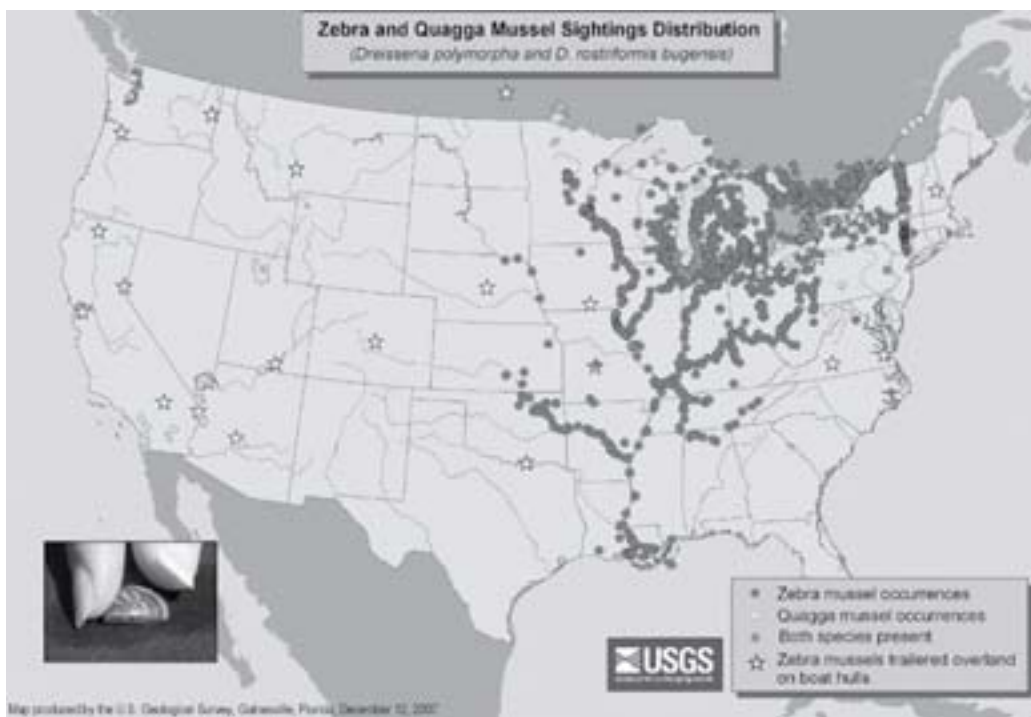 Zebra and Quagga Mussel Sightings Distribution
(Dreissena polymorpha and D. rostriformis bugensis)
Zebra mussel occurrences
Quagga mussel occurrences
Both species present
Zebra mussels trailered overland
on boat hulls
USGS
Map produced by the U.S. Geological Survey, Gainesville, Florida, December 12, 2007